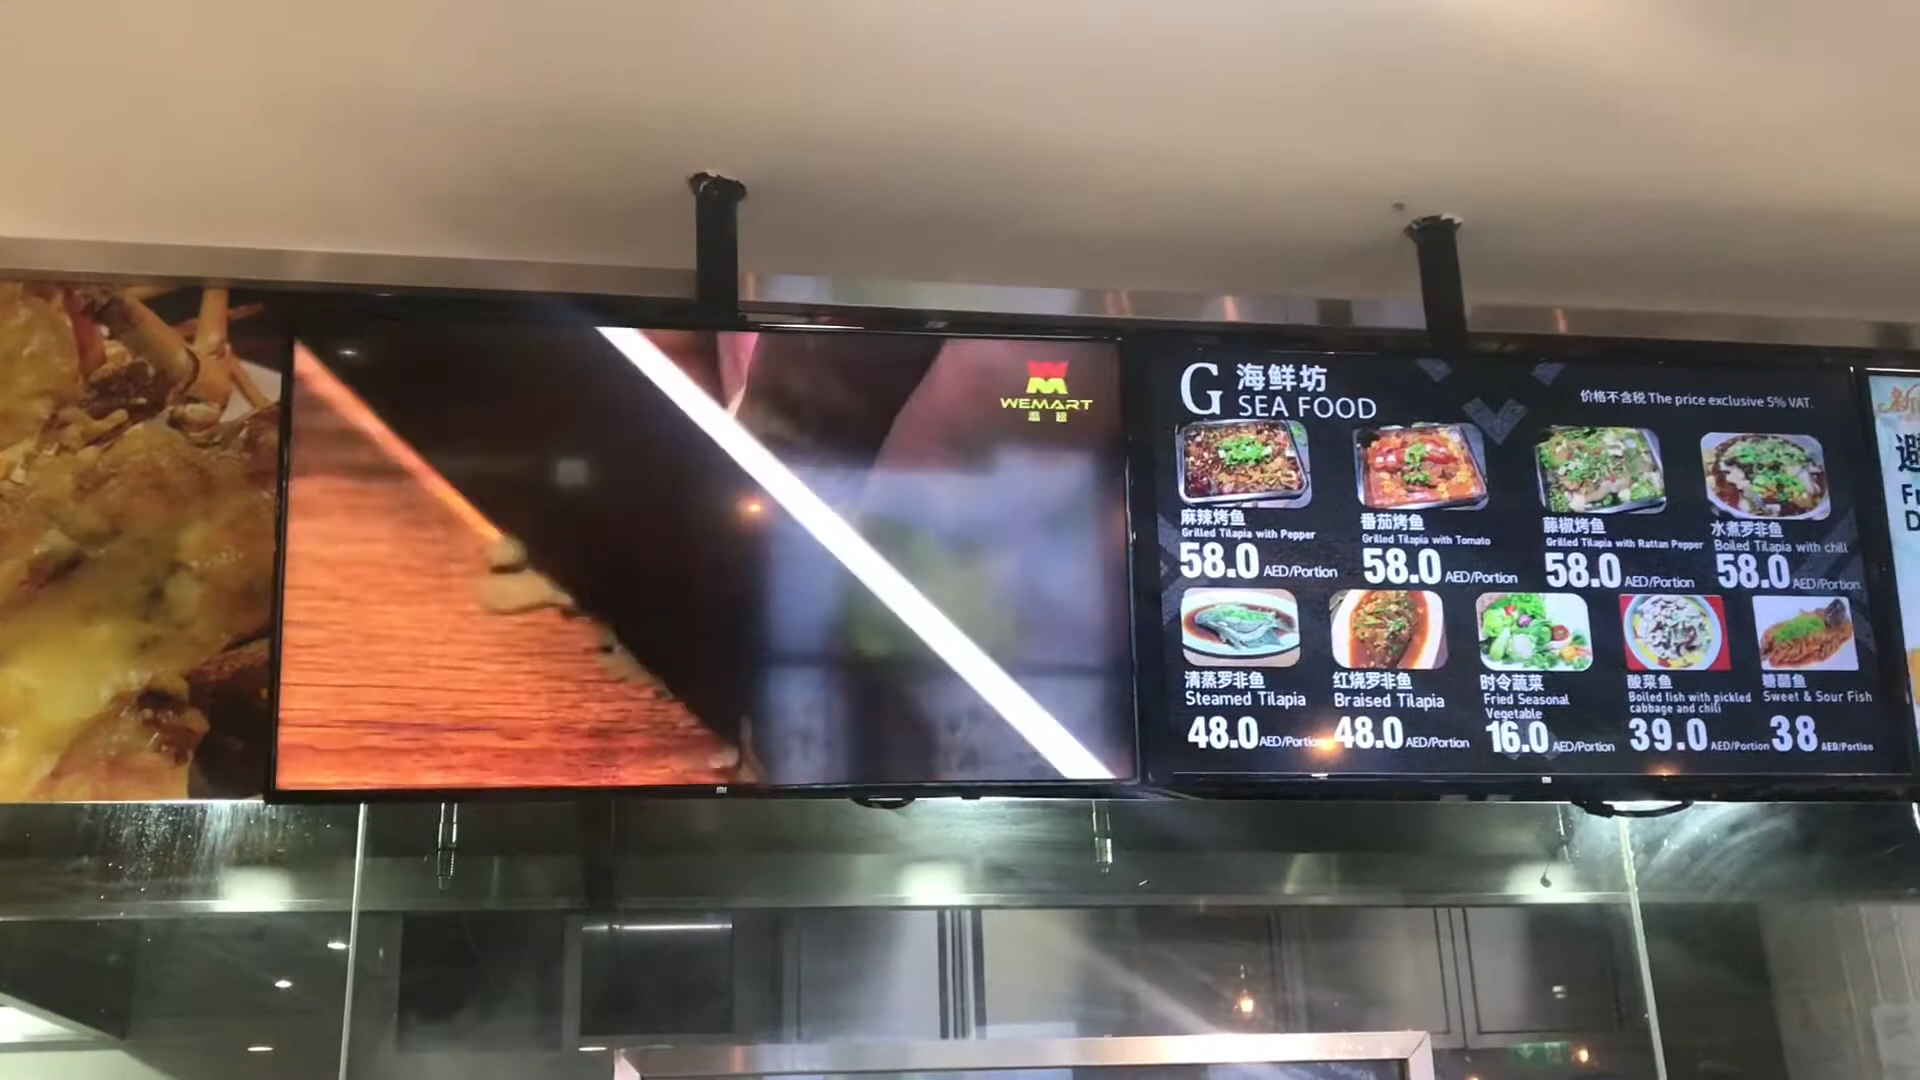 WEMART
G 海鲜坊
SEA FOOD
价格不含税 The price exclusive 5% VAT.
麻辣烤鱼
Grilled Tilapia with Pepper
58.0 AED/Portion
番茄烤鱼
Grilled Tilapia with Tomato
58.0 AED/Portion
藤椒烤鱼
Grilled Tilapia with Rattan Pepper
58.0 AED/Portion
水煮罗非鱼
Boiled Tilapia with chill
58.0 AED/Portion
清蒸罗非鱼
Steamed Tilapia
48.0 AED/Portion
红烧罗非鱼
Braised Tilapia
48.0 AED/Portion
时令蔬菜
Fried Seasonal
Vegetable
16.0 AED/Portion
酸菜鱼
Boiled fish with pickled
cabbage and chili
39.0 AED/Portion
糖醋鱼
Sweet & Sour Fish
38 AED/Portion
新
避